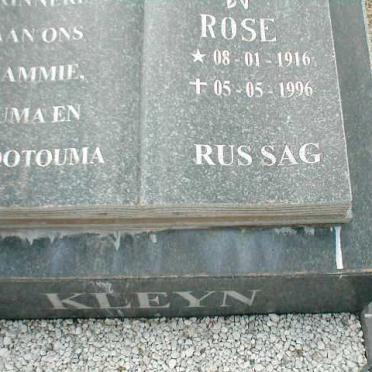 AAN ONS
MAMMIE,
OUMA EN
OOTOUMA
ROSE
★ 08-01-1916
✝ 05-05-1996
RUS SAG
KLEYN